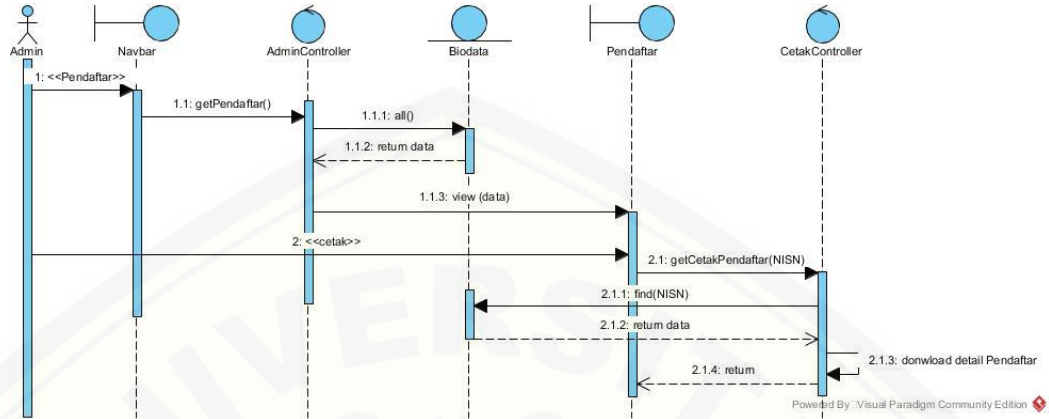 Admin
Navbar
AdminController
Biodata
Pendaftar
CetakController
1: <<Pendaftar>>
1.1: getPendaftar()
1.1.1: all()
1.1.2: return data
1.1.3: view (data)
2: <<cetak>>
2.1: getCetakPendaftar(NISN)
2.1.1: find(NISN)
2.1.2: return data
2.1.3: donwload detail Pendaftar
2.1.4: return
Powered By Visual Paradigm Community Edition